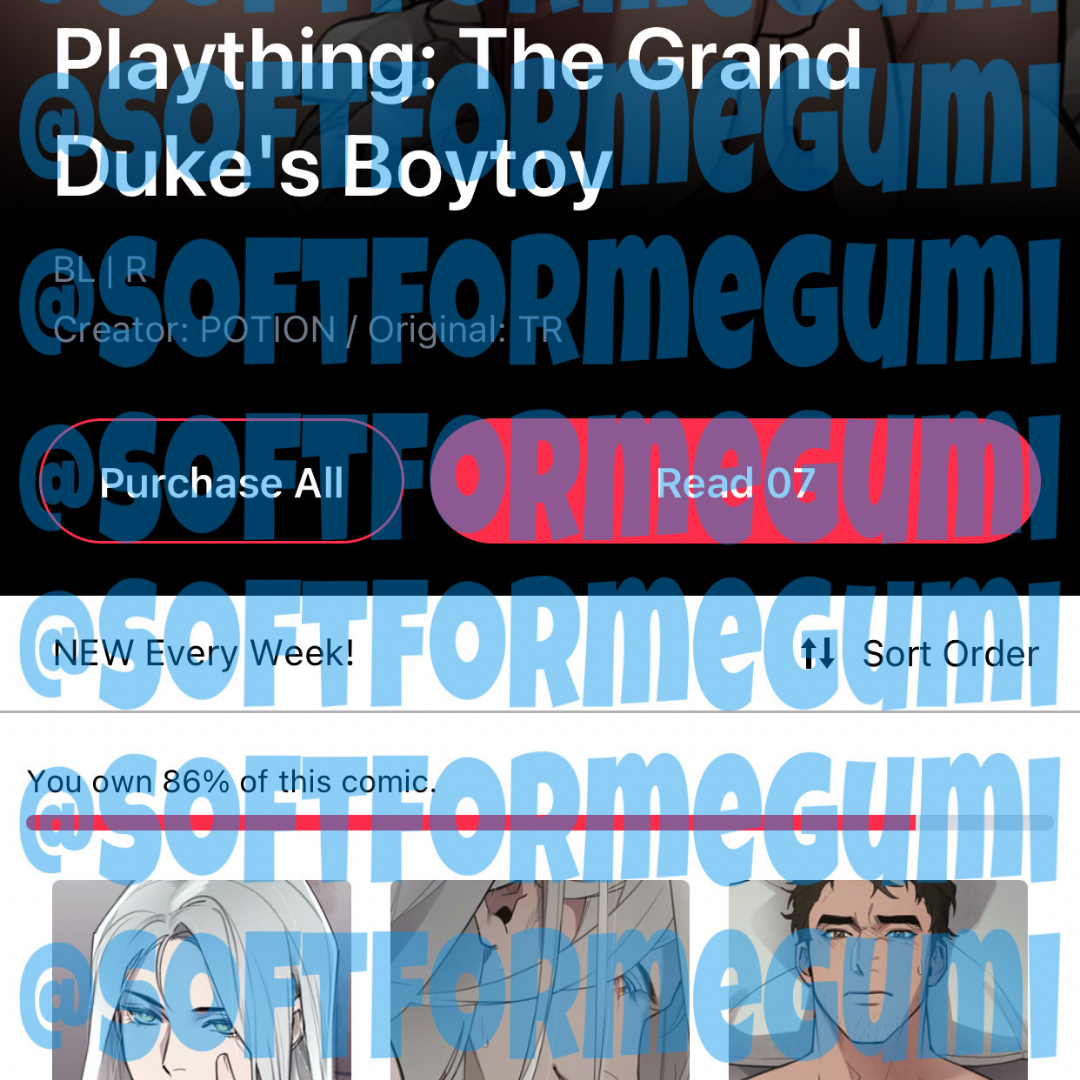 Plaything: The Grand
@SOFTFORMEGUMI
Duke's Boytoy
@SOFTFORMEGUMI
BL | R
Creator: POTION / Original: TR
@SOFTFORMEGUMI
Purchase All
Read 07
@SOFTFORMEGUMI
NEW Every Week!
Sort Order
@SOFTFORMEGUMI
You own 86% of this comic.
@SOFTFORMEGUMI